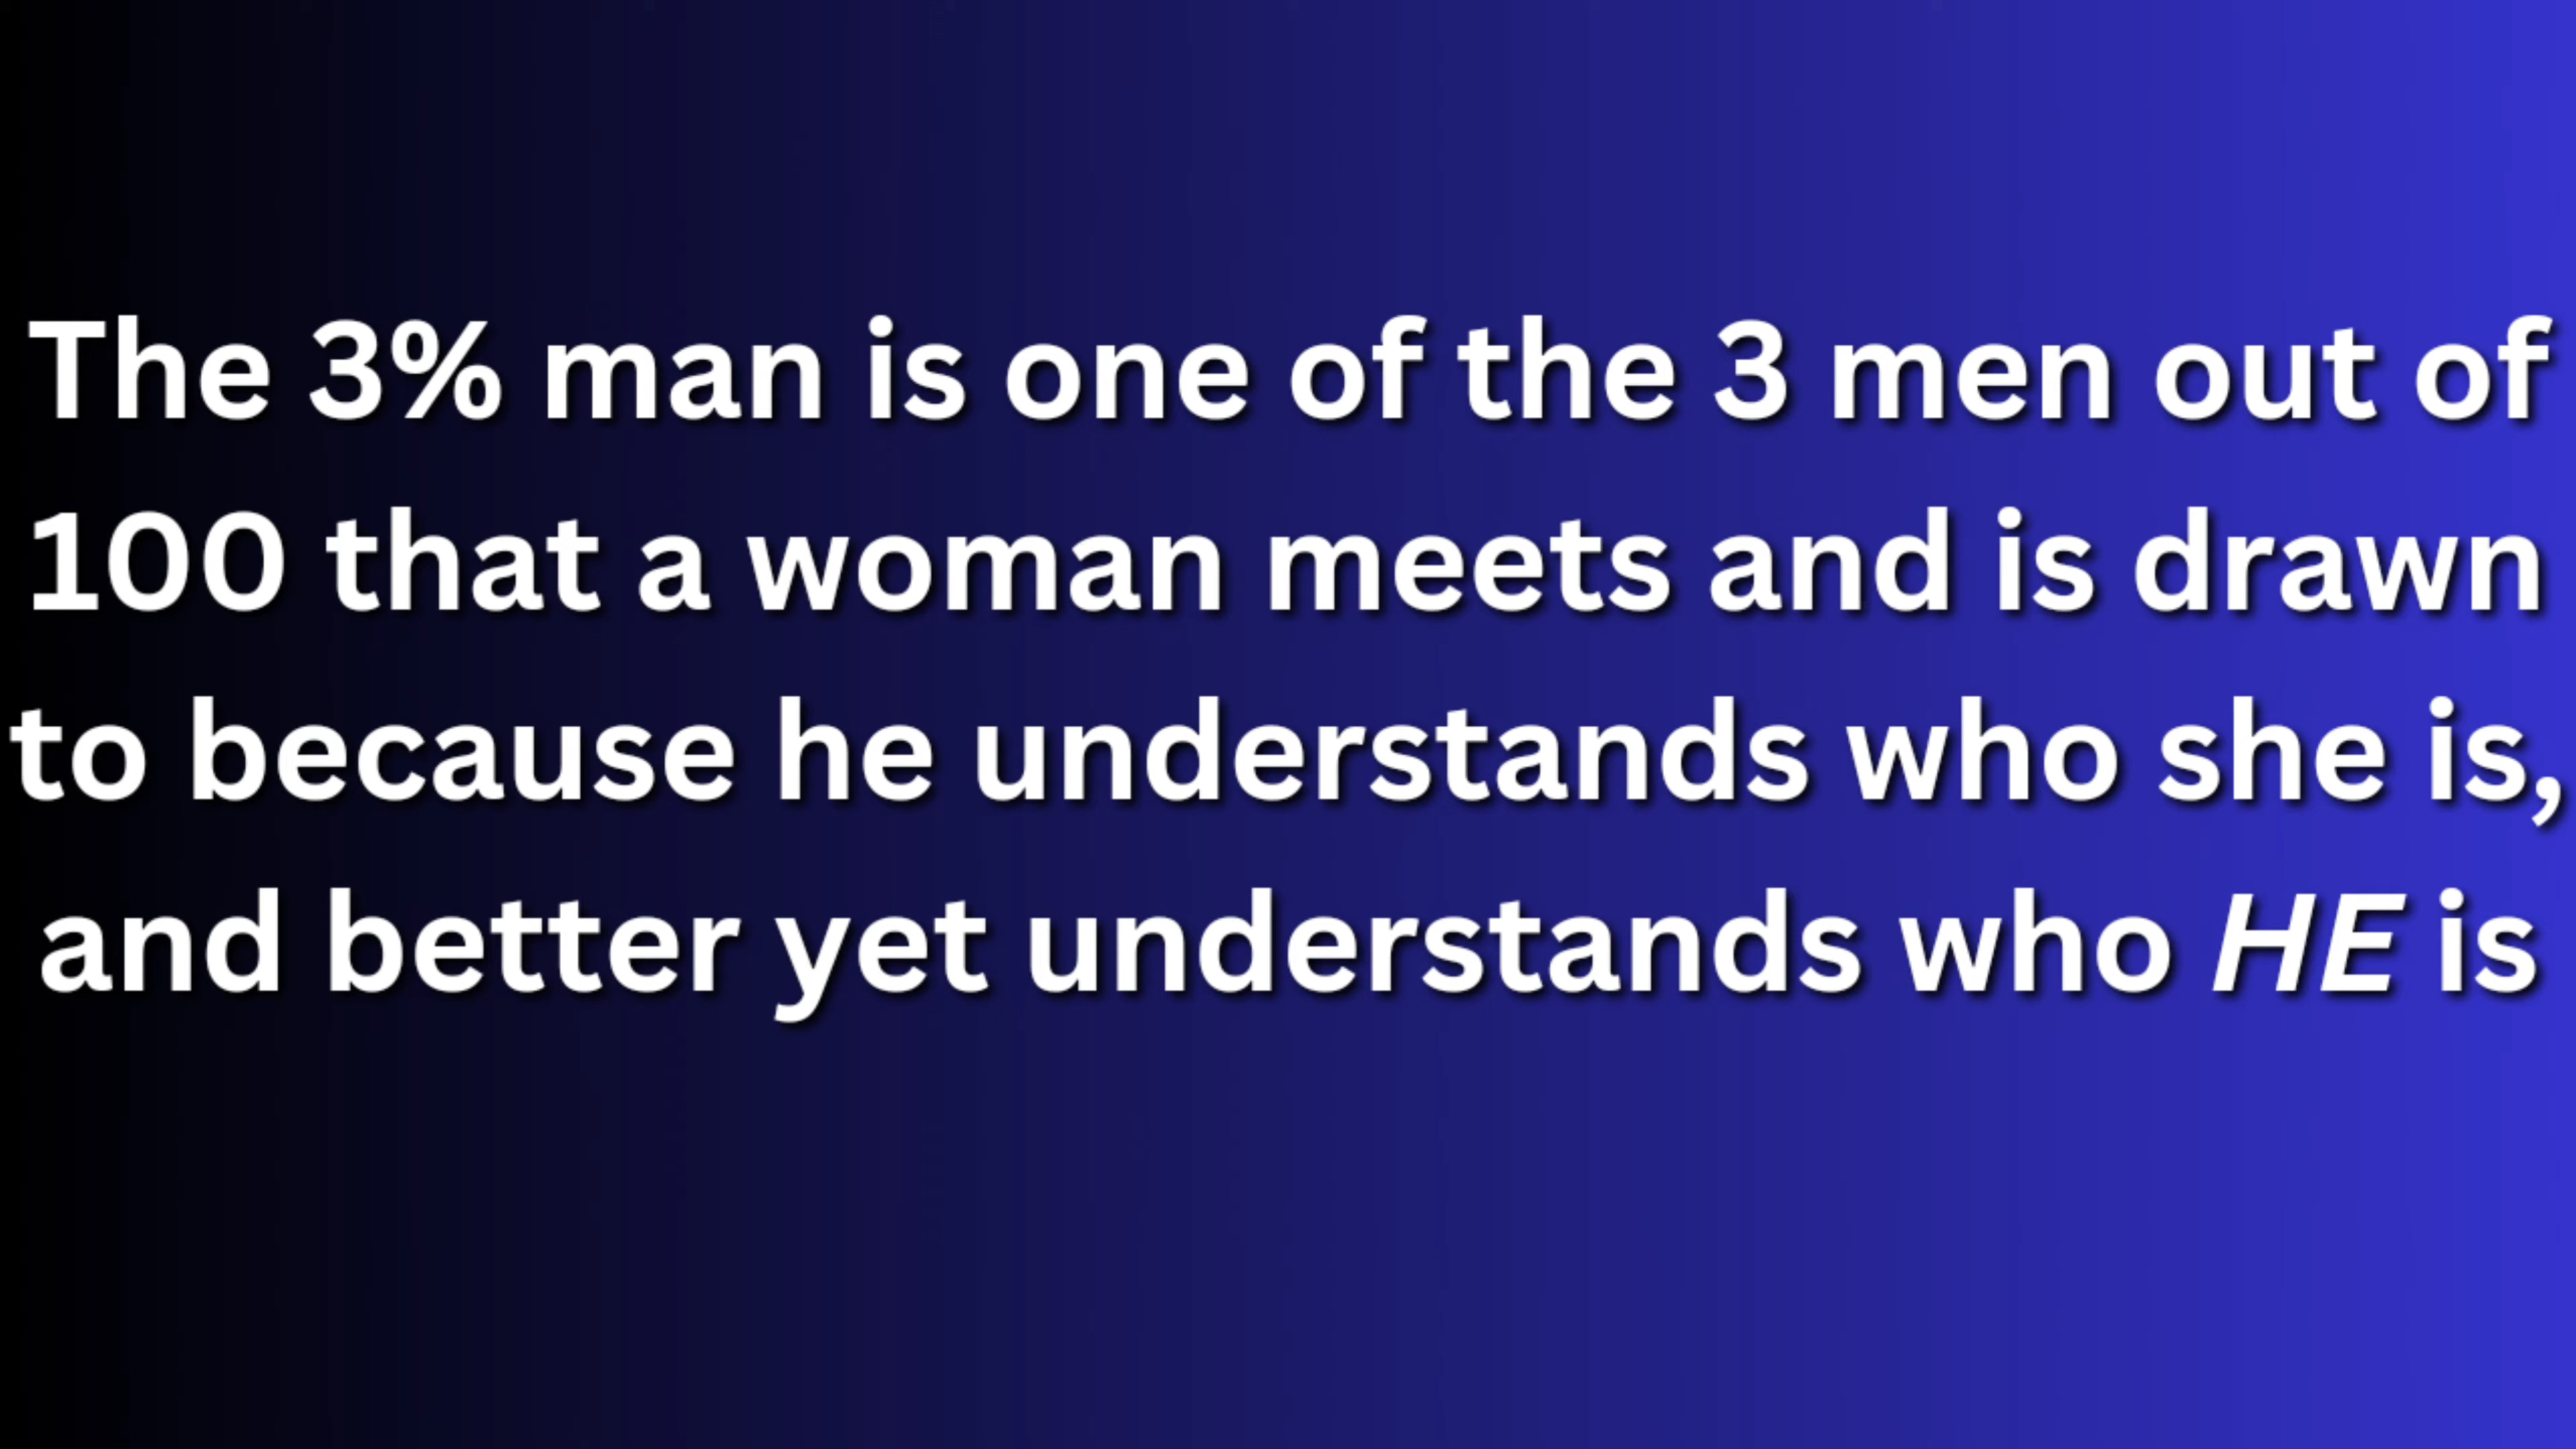 The 3% man is one of the 3 men out of
100 that a woman meets and is drawn
to because he understands who she is,
and better yet understands who HE is